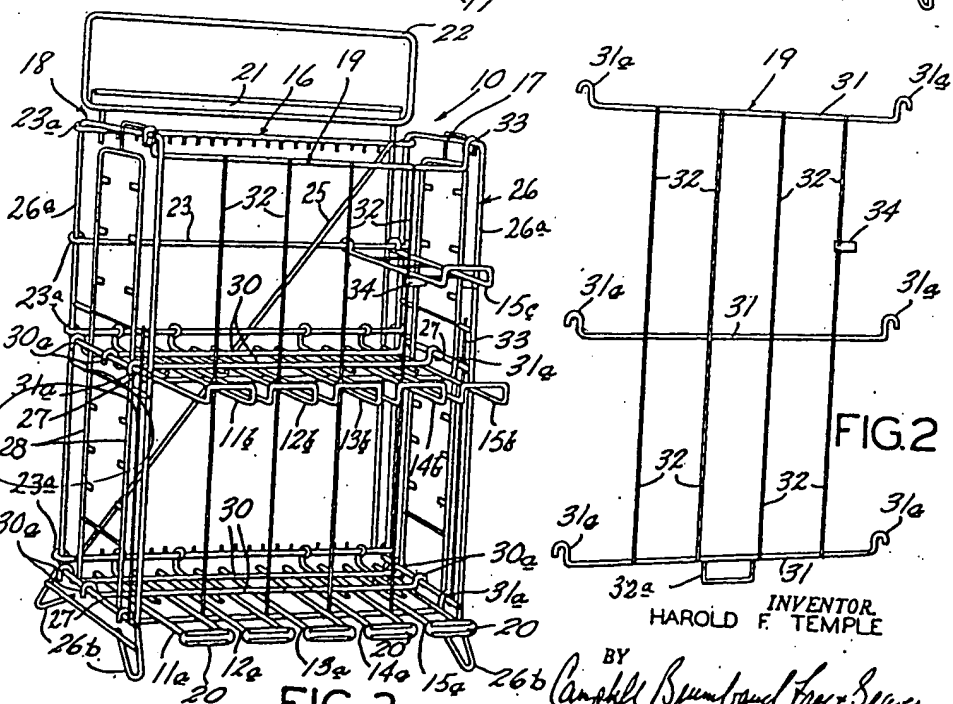 22
18
21
16
19
10
17
23a
33
26a
23
32
25
32
26
26a
34
15c
23a
30
30a
27
33
31a
31a
27
11b
12b
13b
14b
15b
28
23a
30
30a
30a
27
31a
20
26b
11a
20
12a
13a
20
14a
15a
26b
31a
19
31
31a
32
32
34
31a
31
31a
FIG.2
32
32
31a
31a
32a
31
INVENTOR
HAROLD F. TEMPLE
BY